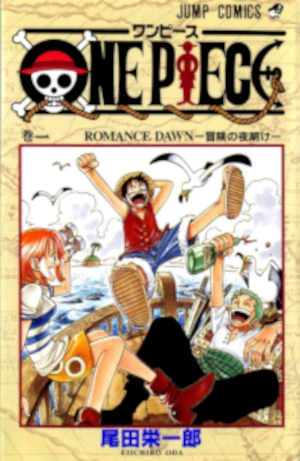 JUMP COMICS
ワンピース
ONE PIECE
巻一
ROMANCE DAWN—冒険の夜明け—
尾田栄一郎
EIICHIRO ODA